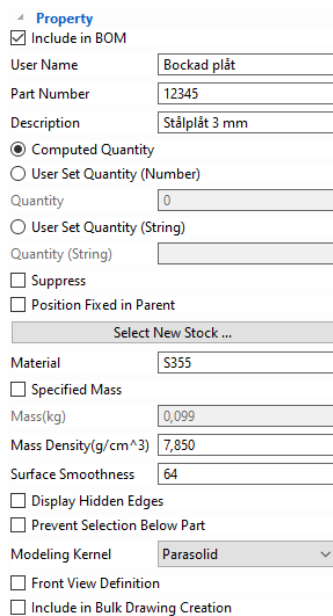 Property
Include in BOM
User Name Bockad plåt
Part Number 12345
Description Stålplåt 3 mm
Computed Quantity
User Set Quantity (Number)
Quantity 0
User Set Quantity (String)
Quantity (String)
Suppress
Position Fixed in Parent
Select New Stock ...
Material S355
Specified Mass
Mass(kg) 0,099
Mass Density(g/cm^3) 7,850
Surface Smoothness 64
Display Hidden Edges
Prevent Selection Below Part
Modeling Kernel Parasolid
Front View Definition
Include in Bulk Drawing Creation